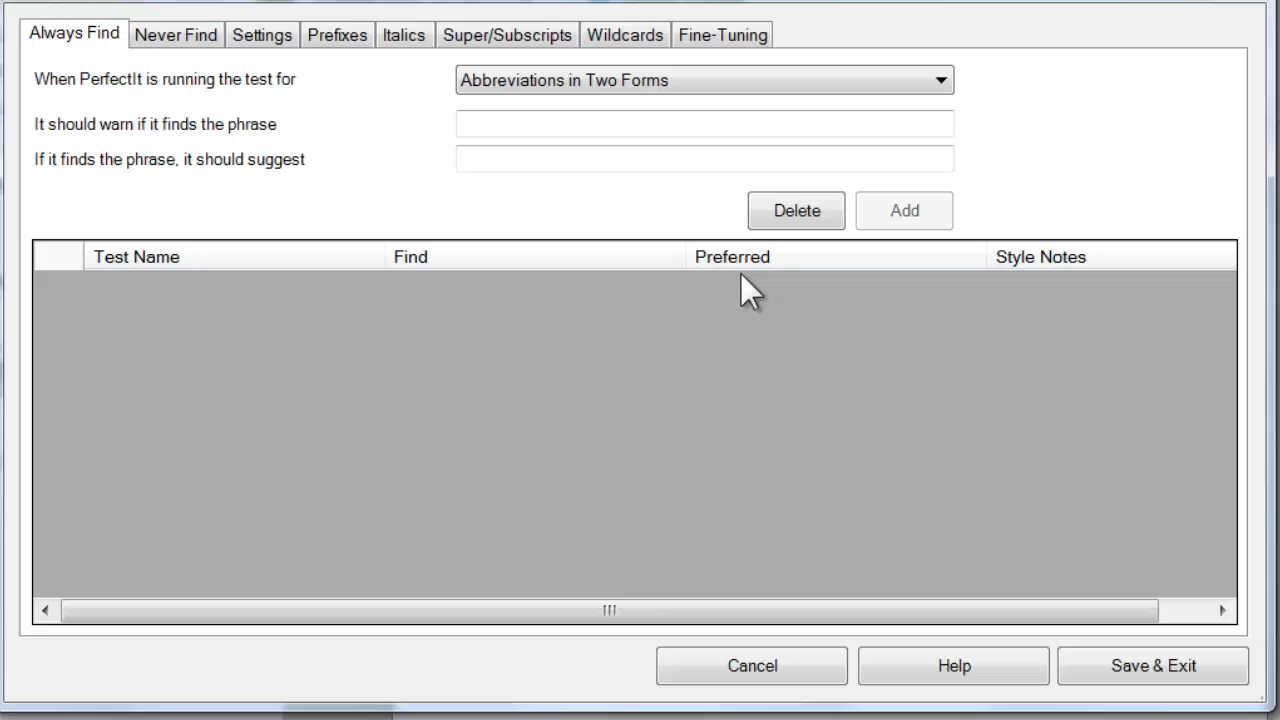 Always Find Never Find Settings Prefixes Italics Super/Subscripts Wildcards Fine-Tuning
When PerfectIt is running the test for Abbreviations in Two Forms
It should warn if it finds the phrase
If it finds the phrase, it should suggest
Delete Add
Test Name Find Preferred Style Notes
Cancel Help Save & Exit